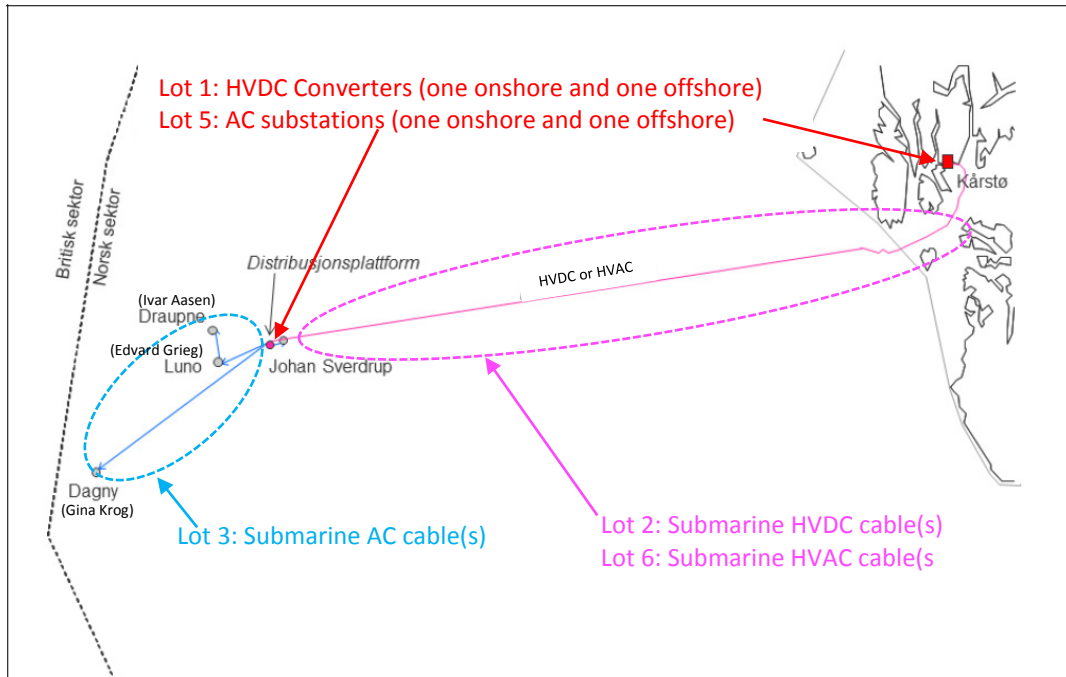 Lot 1: HVDC Converters (one onshore and one offshore)
Lot 5: AC substations (one onshore and one offshore)
Kårstø
Britisk sektor
Norsk sektor
Distribusjonsplattform
HVDC or HVAC
(Ivar Aasen)
Draupne
(Edvard Grieg)
Luno
Johan Sverdrup
Dagny
(Gina Krog)
Lot 3: Submarine AC cable(s)
Lot 2: Submarine HVDC cable(s)
Lot 6: Submarine HVAC cable(s